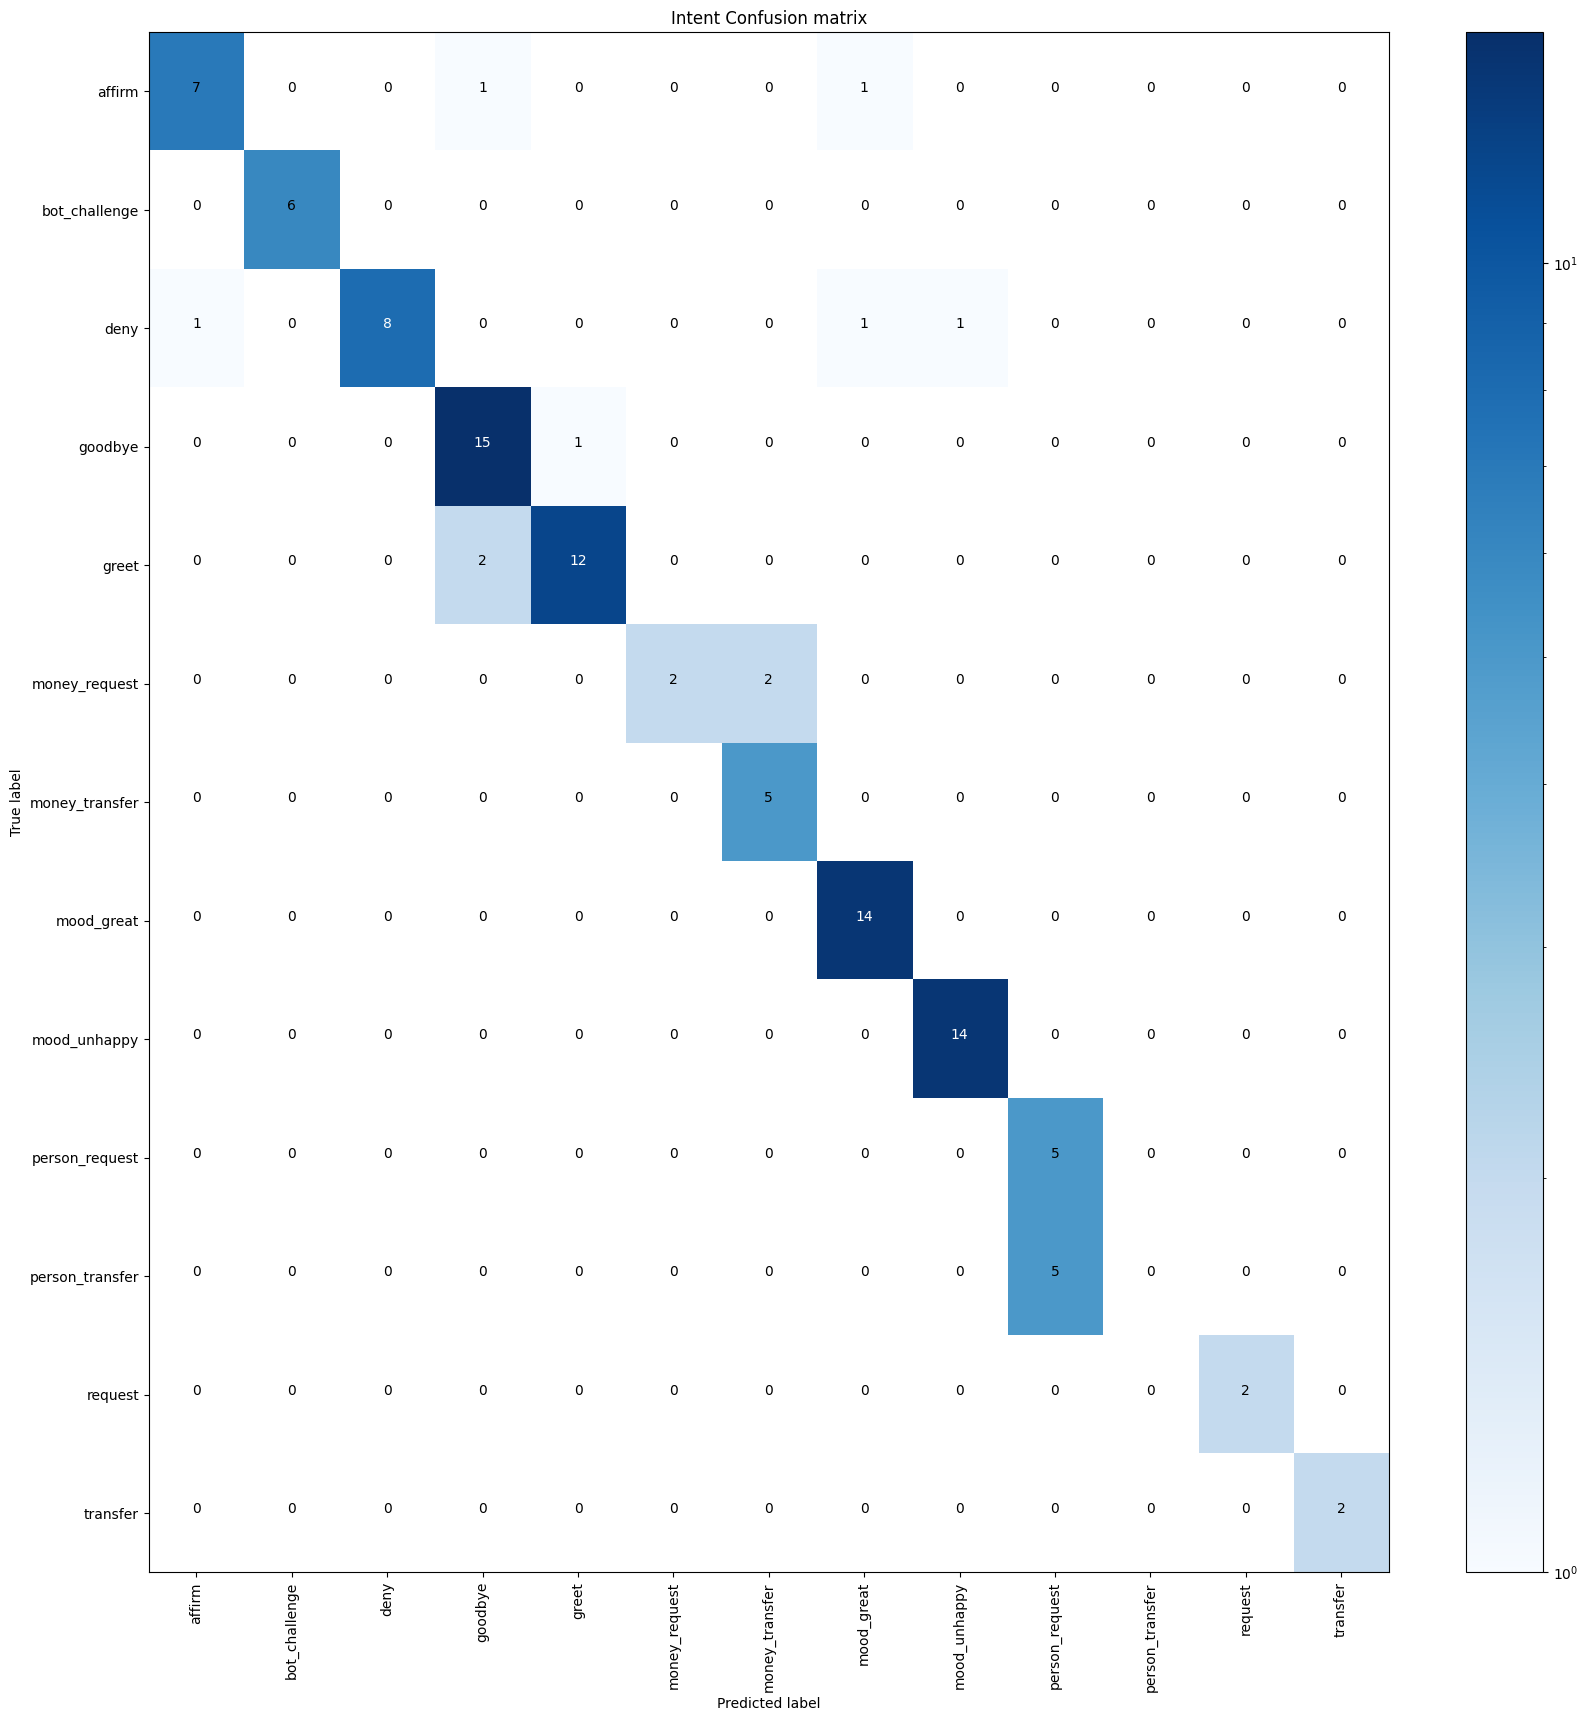 Intent Confusion matrix
affirm 7 0 0 1 0 0 0 1 0 0 0 0 0
bot_challenge 0 6 0 0 0 0 0 0 0 0 0 0 0
deny 1 0 8 0 0 0 0 1 1 0 0 0 0
goodbye 0 0 0 15 1 0 0 0 0 0 0 0 0
greet 0 0 0 2 12 0 0 0 0 0 0 0 0
money_request 0 0 0 0 0 2 2 0 0 0 0 0 0
money_transfer 0 0 0 0 0 0 5 0 0 0 0 0 0
mood_great 0 0 0 0 0 0 0 14 0 0 0 0 0
mood_unhappy 0 0 0 0 0 0 0 0 14 0 0 0 0
person_request 0 0 0 0 0 0 0 0 0 5 0 0 0
person_transfer 0 0 0 0 0 0 0 0 0 5 0 0 0
request 0 0 0 0 0 0 0 0 0 0 0 2 0
transfer 0 0 0 0 0 0 0 0 0 0 0 0 2
True label
affirm
bot_challenge
deny
goodbye
greet
money_request
money_transfer
mood_great
mood_unhappy
person_request
person_transfer
request
transfer
Predicted label
10¹
10⁰